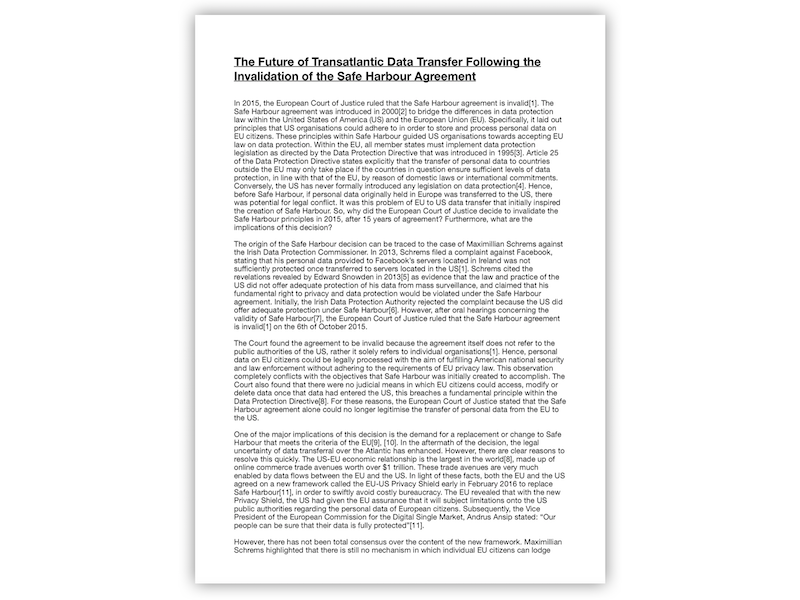 The Future of Transatlantic Data Transfer Following the
Invalidation of the Safe Harbour Agreement
In 2015, the European Court of Justice ruled that the Safe Harbour agreement is invalid[1]. The
Safe Harbour agreement was introduced in 2000[2] to bridge the differences in data protection
law within the United States of America (US) and the European Union (EU). Specifically, it laid out
principles that US organisations could adhere to in order to store and process personal data on
EU citizens. These principles within Safe Harbour guided US organisations towards accepting EU
law on data protection. Within the EU, all member states must implement data protection
legislation as directed by the Data Protection Directive that was introduced in 1995[3]. Article 25
of the Data Protection Directive states explicitly that the transfer of personal data to countries
outside the EU may only take place if the countries in question ensure sufficient levels of data
protection, in line with that of the EU, by reason of domestic laws or international commitments.
Conversely, the US has never formally introduced any legislation on data protection[4]. Hence,
before Safe Harbour, if personal data originally held in Europe was transferred to the US, there
was potential for legal conflict. It was this problem of EU to US data transfer that initially inspired
the creation of Safe Harbour. So, why did the European Court of Justice decide to invalidate the
Safe Harbour principles in 2015, after 15 years of agreement? Furthermore, what are the
implications of this decision?
The origin of the Safe Harbour decision can be traced to the case of Maximillian Schrems against
the Irish Data Protection Commissioner. In 2013, Schrems filed a complaint against Facebook,
stating that his personal data provided to Facebook's servers located in Ireland was not
sufficiently protected once transferred to servers located in the US[1]. Schrems cited the
revelations revealed by Edward Snowden in 2013[5] as evidence that the law and practice of the
US did not offer adequate protection of his data from mass surveillance, and claimed that his
fundamental right to privacy and data protection would be violated under the Safe Harbour
agreement. Initially, the Irish Data Protection Authority rejected the complaint because the US did
offer adequate protection under Safe Harbour[6]. However, after oral hearings concerning the
validity of Safe Harbour[7], the European Court of Justice ruled that the Safe Harbour agreement
is invalid[1] on the 6th of October 2015.
The Court found the agreement to be invalid because the agreement itself does not refer to the
public authorities of the US, rather it solely refers to individual organisations[1]. Hence, personal
data on EU citizens could be legally processed with the aim of fulfilling American national security
and law enforcement without adhering to the requirements of EU privacy law. This observation
completely conflicts with the objectives that Safe Harbour was initially created to accomplish. The
Court also found that there were no judicial means in which EU citizens could access, modify or
delete data once that data had entered the US, this breaches a fundamental principle within the
Data Protection Directive[8]. For these reasons, the European Court of Justice stated that the Safe
Harbour agreement alone could no longer legitimise the transfer of personal data from the EU to
the US.
One of the major implications of this decision is the demand for a replacement or change to Safe
Harbour that meets the criteria of the EU[9], [10]. In the aftermath of the decision, the legal
uncertainty of data transferral over the Atlantic has enhanced. However, there are clear reasons to
resolve this quickly. The US-EU economic relationship is the largest in the world[8], made up of
online commerce trade avenues worth over $1 trillion. These trade avenues are very much
enabled by data flows between the EU and the US. In light of these facts, both the EU and the US
agreed on a new framework called the EU-US Privacy Shield early in February 2016 to replace
Safe Harbour[11], in order to swiftly avoid costly bureaucracy. The EU revealed that with the new
Privacy Shield, the US had given the EU assurance that it will subject limitations onto the US
public authorities regarding the personal data of European citizens. Subsequently, the Vice
President of the European Commission for the Digital Single Market, Andrus Ansip stated: “Our
people can be sure that their data is fully protected”[11].
However, there has not been total consensus over the content of the new framework. Maximillian
Schrems highlighted that there is still no mechanism in which individual EU citizens can lodge